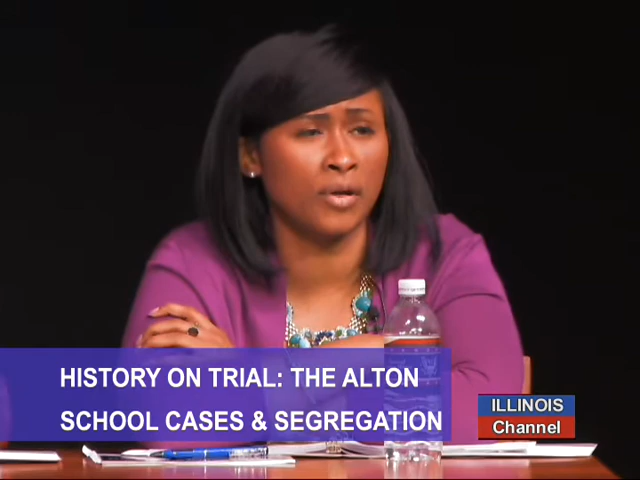 HISTORY ON TRIAL: THE ALTON
SCHOOL CASES & SEGREGATION
ILLINOIS
Channel